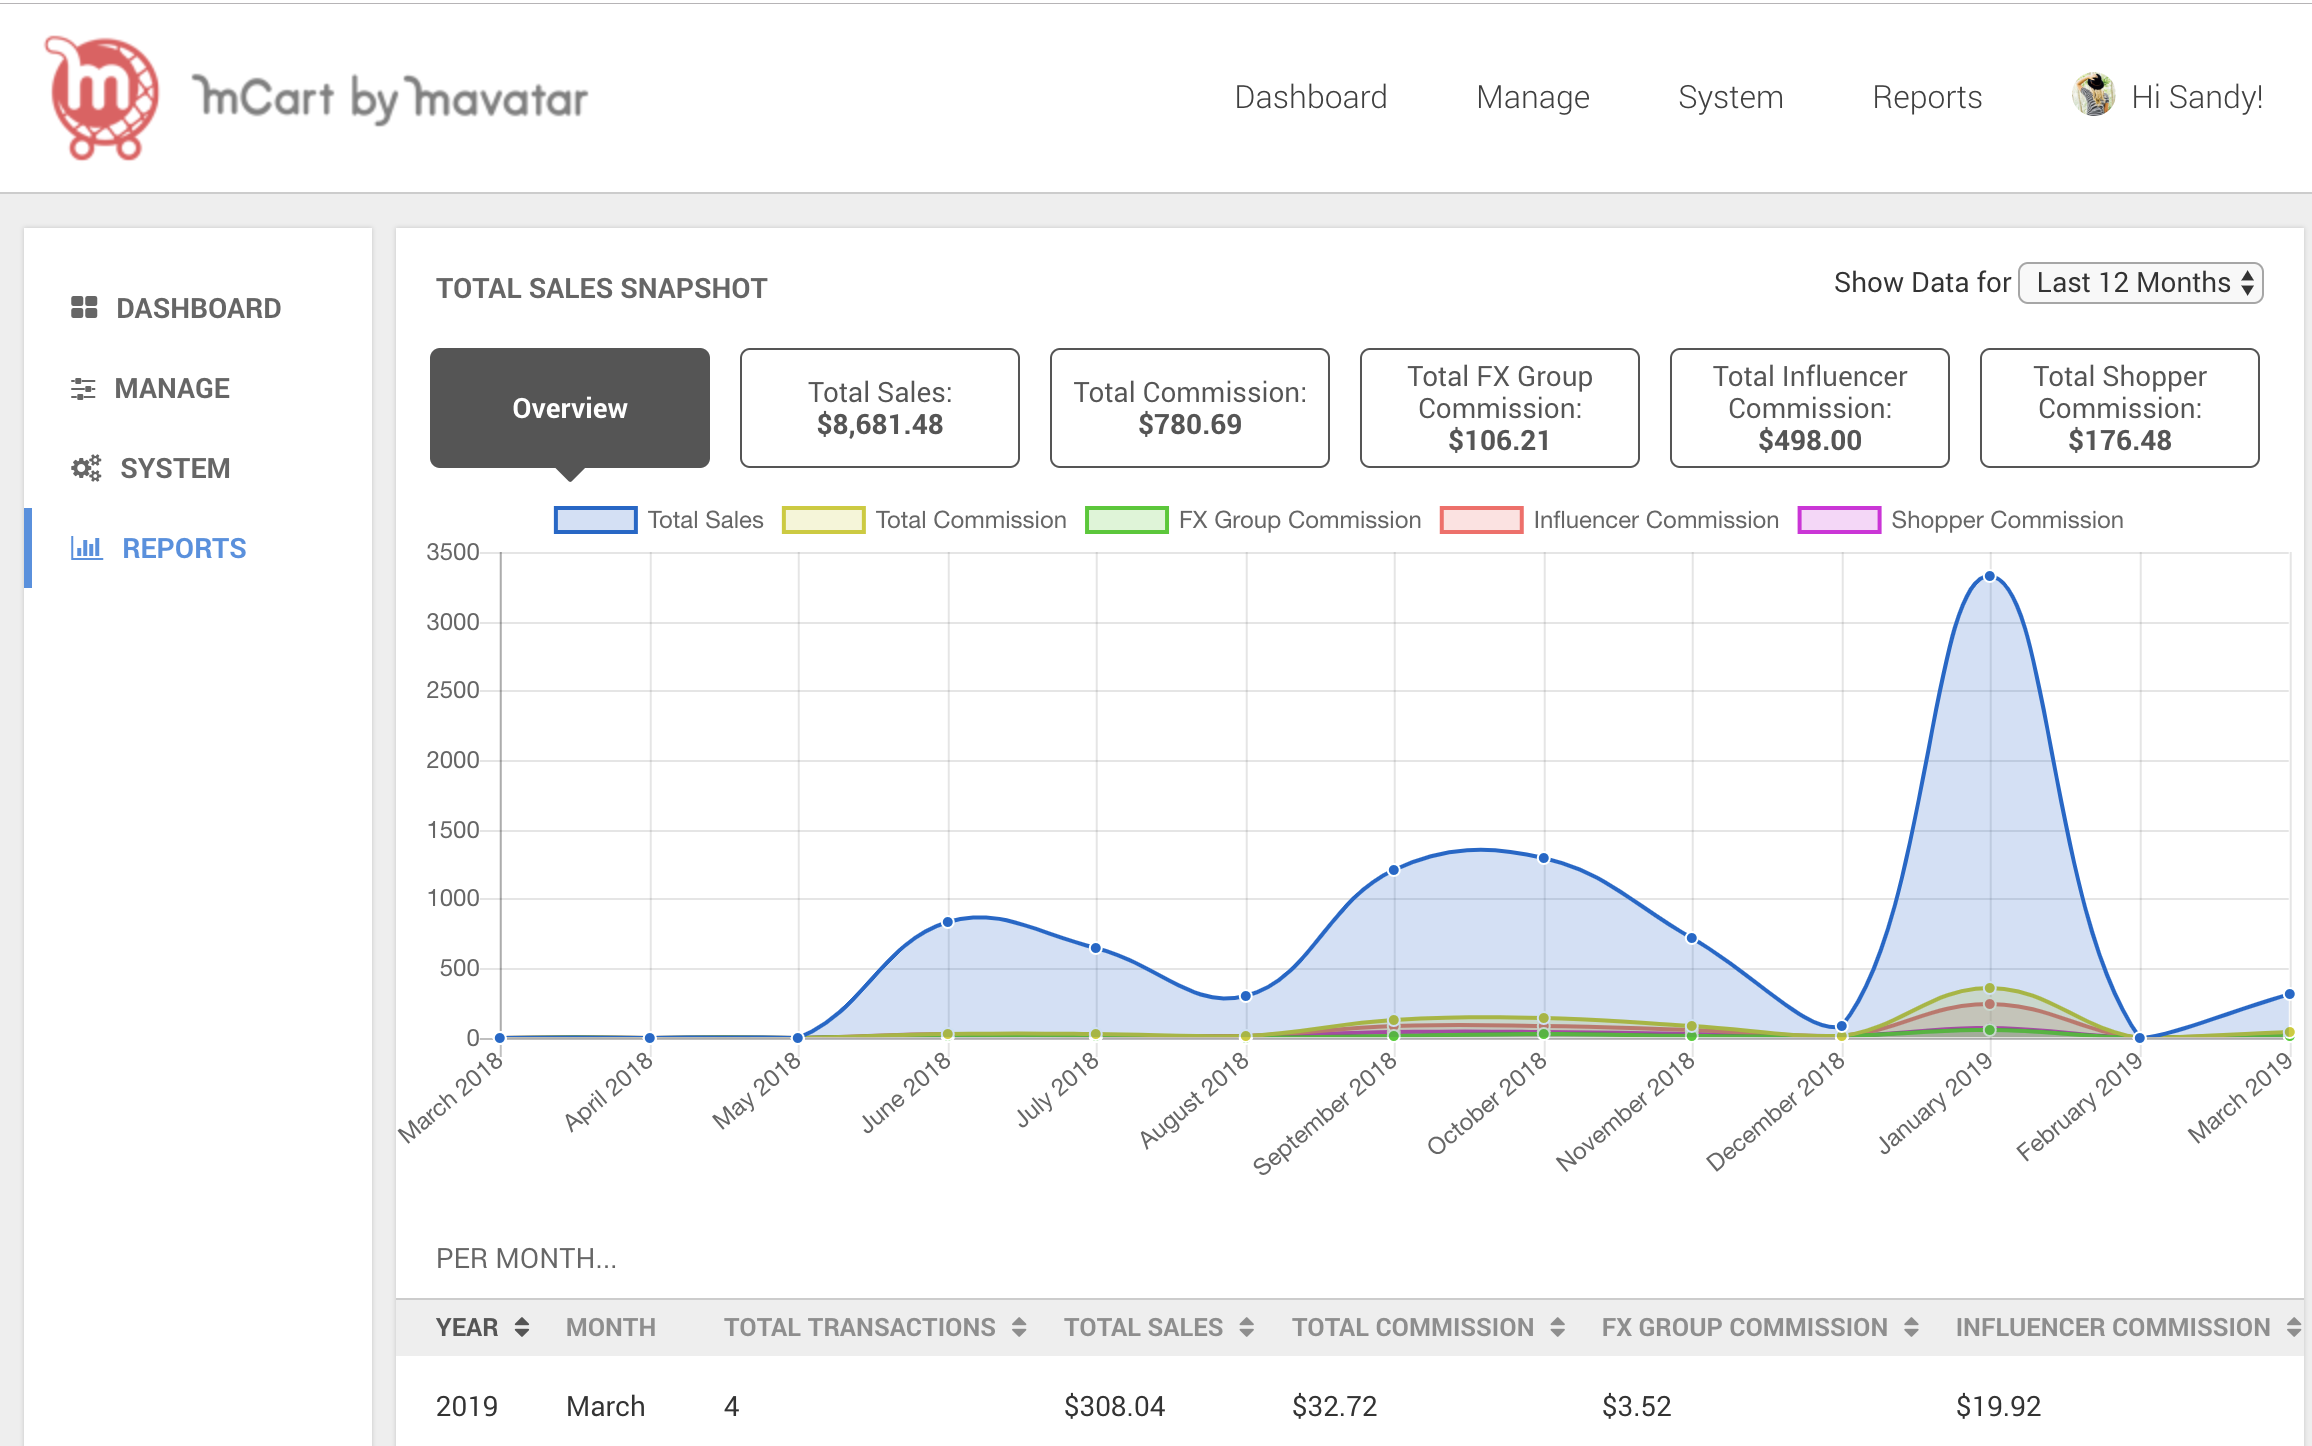 mCart by mavatar
Dashboard Manage System Reports Hi Sandy!
DASHBOARD
MANAGE
SYSTEM
REPORTS
TOTAL SALES SNAPSHOT
Show Data for Last 12 Months
Overview
Total Sales:
$8,681.48
Total Commission:
$780.69
Total FX Group
Commission:
$106.21
Total Influencer
Commission:
$498.00
Total Shopper
Commission:
$176.48
Total Sales Total Commission FX Group Commission Influencer Commission Shopper Commission
3500
3000
2500
2000
1500
1000
500
0
March 2018
April 2018
May 2018
June 2018
July 2018
August 2018
September 2018
October 2018
November 2018
December 2018
January 2019
February 2019
March 2019
PER MONTH...
YEAR MONTH TOTAL TRANSACTIONS TOTAL SALES TOTAL COMMISSION FX GROUP COMMISSION INFLUENCER COMMISSION
2019 March 4 $308.04 $32.72 $3.52 $19.92